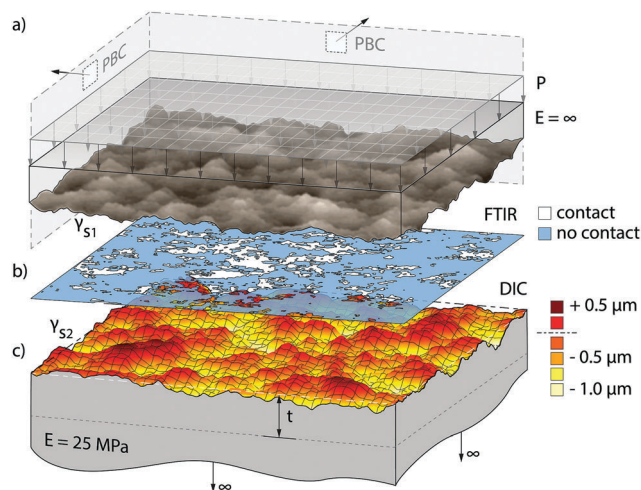 a)
PBC
PBC
P
E = ∞
γS1
FTIR
contact
no contact
b)
DIC
γS2
+ 0.5 μm
- 0.5 μm
- 1.0 μm
c)
t
E = 25 MPa
∞
∞